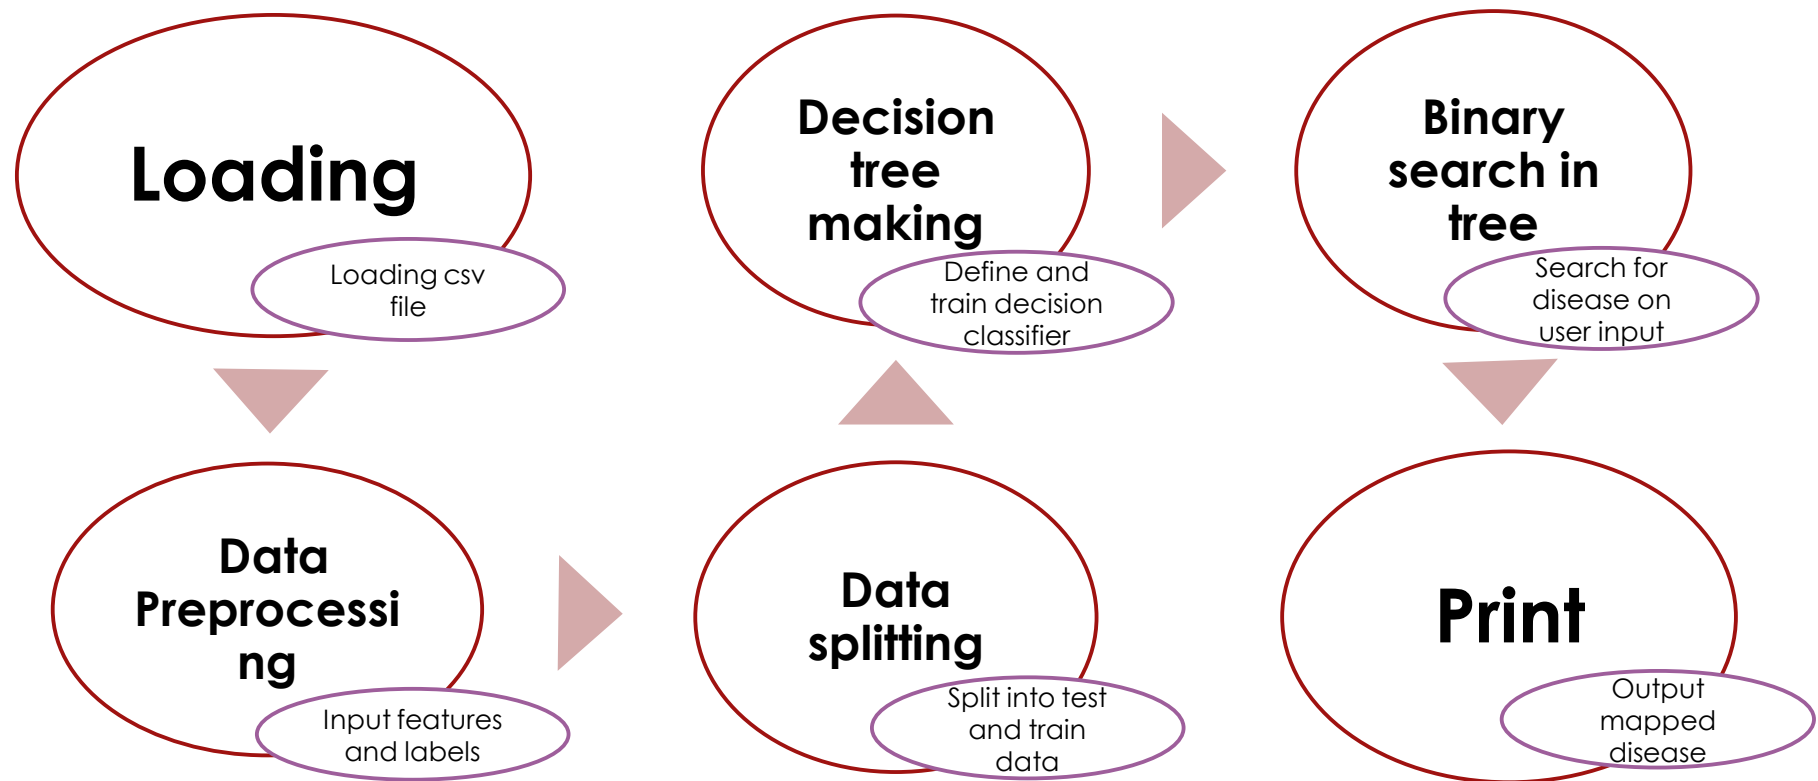 Loading
Loading csv
file
Data
Preprocessi
ng
Input features
and labels
Data
splitting
Split into test
and train
data
Decision
tree
making
Define and
train decision
classifier
Binary
search in
tree
Search for
disease on
user input
Print
Output
mapped
disease